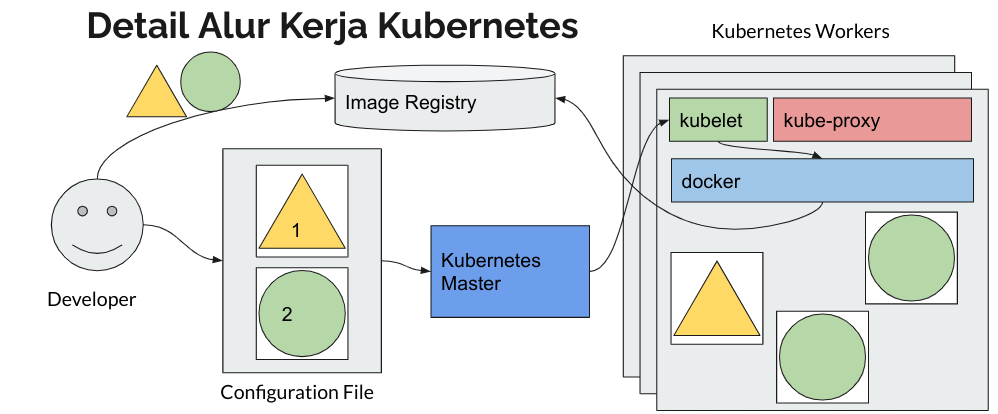 Detail Alur Kerja Kubernetes
Kubernetes Workers
Image Registry
kubelet
kube-proxy
docker
1
2
Kubernetes
Master
Developer
Configuration File